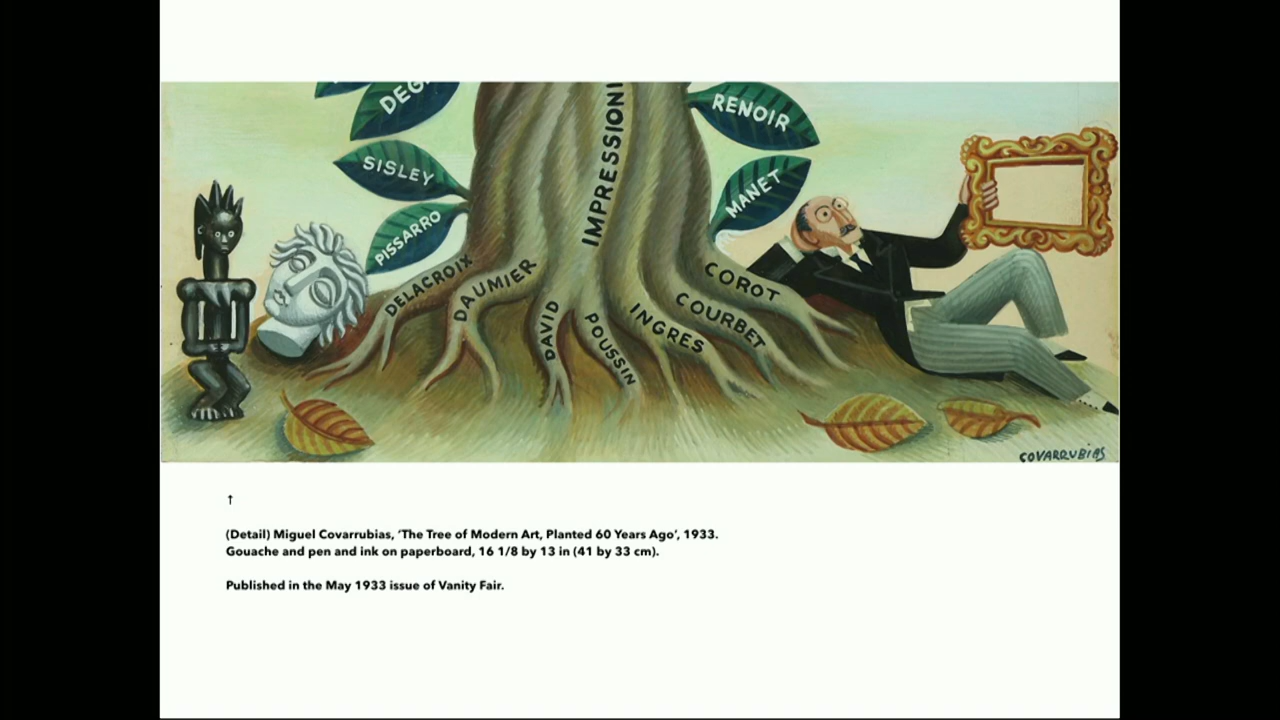 DEG
RENOIR
SISLEY
IMPRESSIONI
MANET
PISSARRO
DELACROIX
DAUMIER
DAVID
POUSSIN
INGRES
COURBET
COROT
COVARRUBIAS
↑
(Detail) Miguel Covarrubias, ‘The Tree of Modern Art, Planted 60 Years Ago’, 1933.
Gouache and pen and ink on paperboard, 16 1/8 by 13 in (41 by 33 cm).
Published in the May 1933 issue of Vanity Fair.